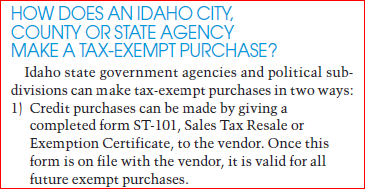 HOW DOES AN IDAHO CITY,
COUNTY OR STATE AGENCY
MAKE A TAX-EXEMPT PURCHASE?
Idaho state government agencies and political sub-
divisions can make tax-exempt purchases in two ways:
1) Credit purchases can be made by giving a
completed form ST-101, Sales Tax Resale or
Exemption Certificate, to the vendor. Once this
form is on file with the vendor, it is valid for all
future exempt purchases.